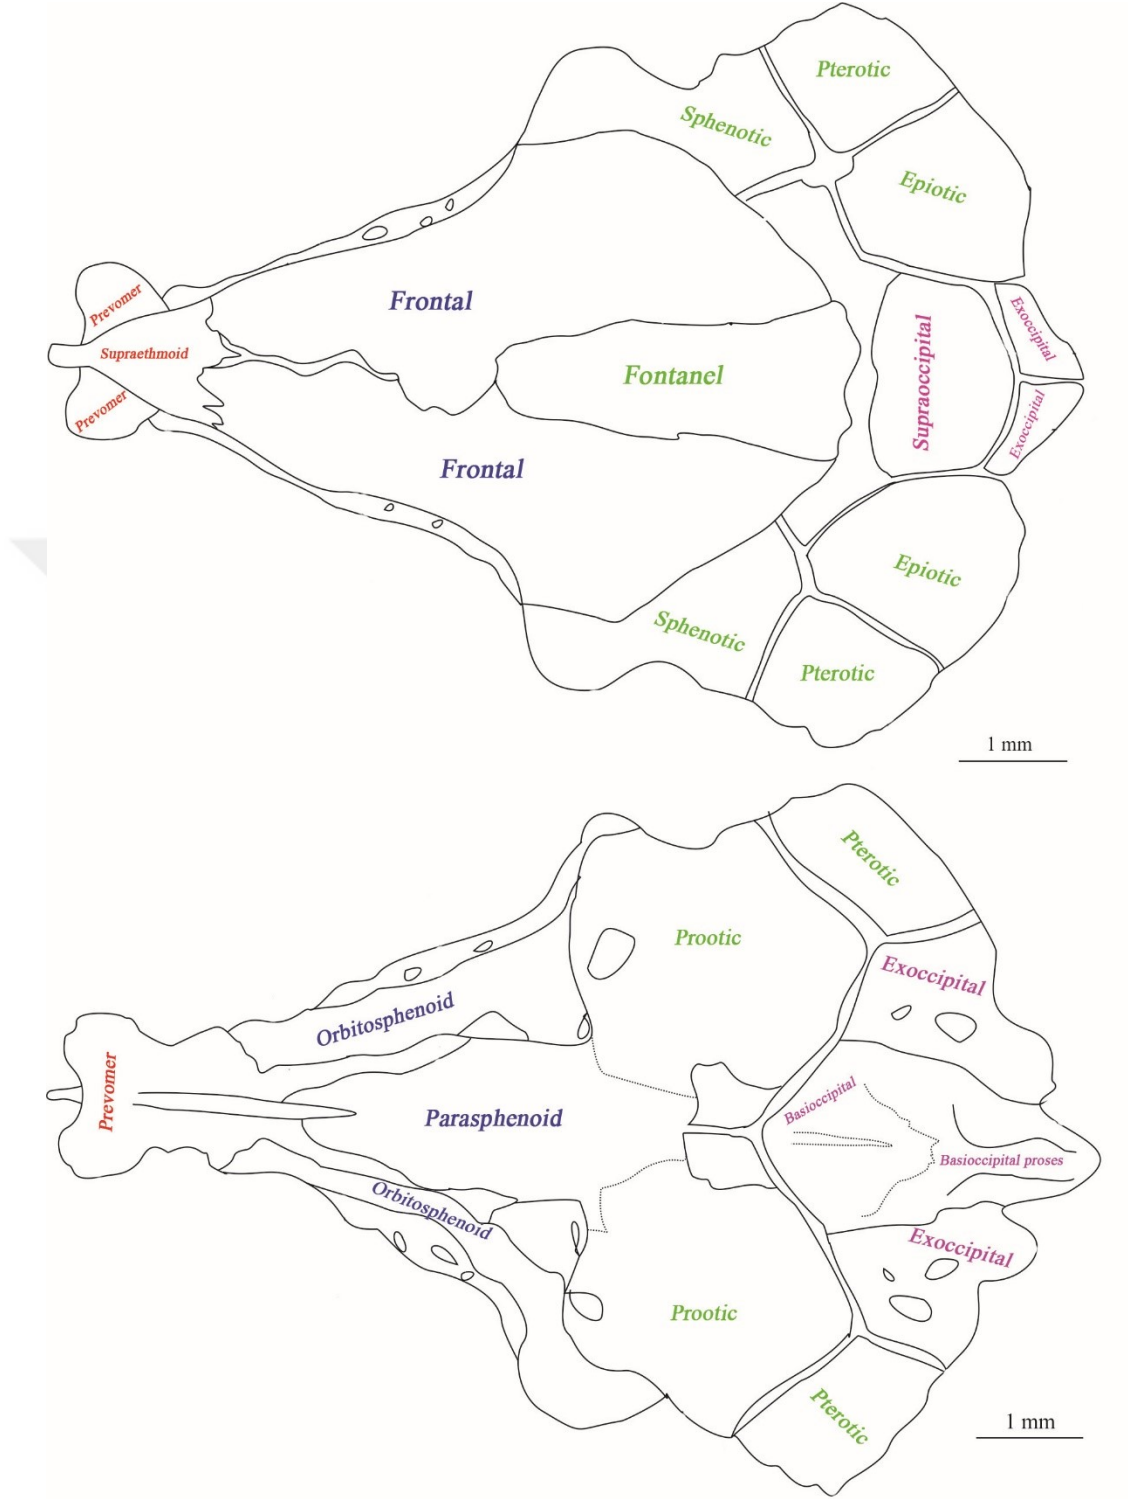 Pterotic
Sphenotic
Epiotic
Prevomer
Frontal
Exoccipital
Supraethmoid
Fontanel
Supraoccipital
Prevomer
Exoccipital
Frontal
Epiotic
Sphenotic
Pterotic
1 mm
Pterotic
Prootic
Exoccipital
Orbitosphenoid
Prevomer
Parasphenoid
Basioccipital
Basioccipital proses
Orbitosphenoid
Exoccipital
Prootic
Pterotic
1 mm